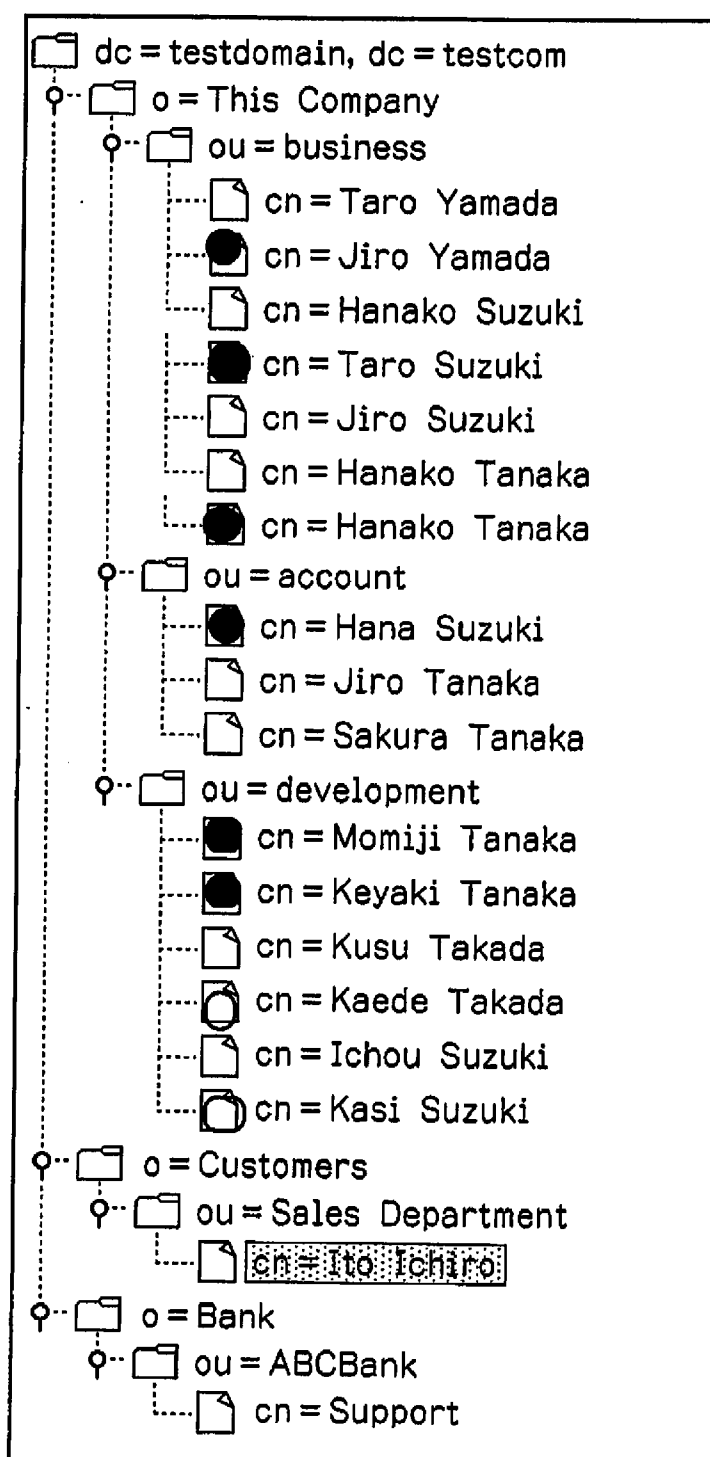 dc=testdomain, dc=testcom
o=This Company
ou=business
cn=Taro Yamada
cn=Jiro Yamada
cn=Hanako Suzuki
cn=Taro Suzuki
cn=Jiro Suzuki
cn=Hanako Tanaka
cn=Hanako Tanaka
ou=account
cn=Hana Suzuki
cn=Jiro Tanaka
cn=Sakura Tanaka
ou=development
cn=Momiji Tanaka
cn=Keyaki Tanaka
cn=Kusu Takada
cn=Kaede Takada
cn=Ichou Suzuki
cn=Kasi Suzuki
o=Customers
ou=Sales Department
cn=Ito Ichiro
o=Bank
ou=ABCBank
cn=Support